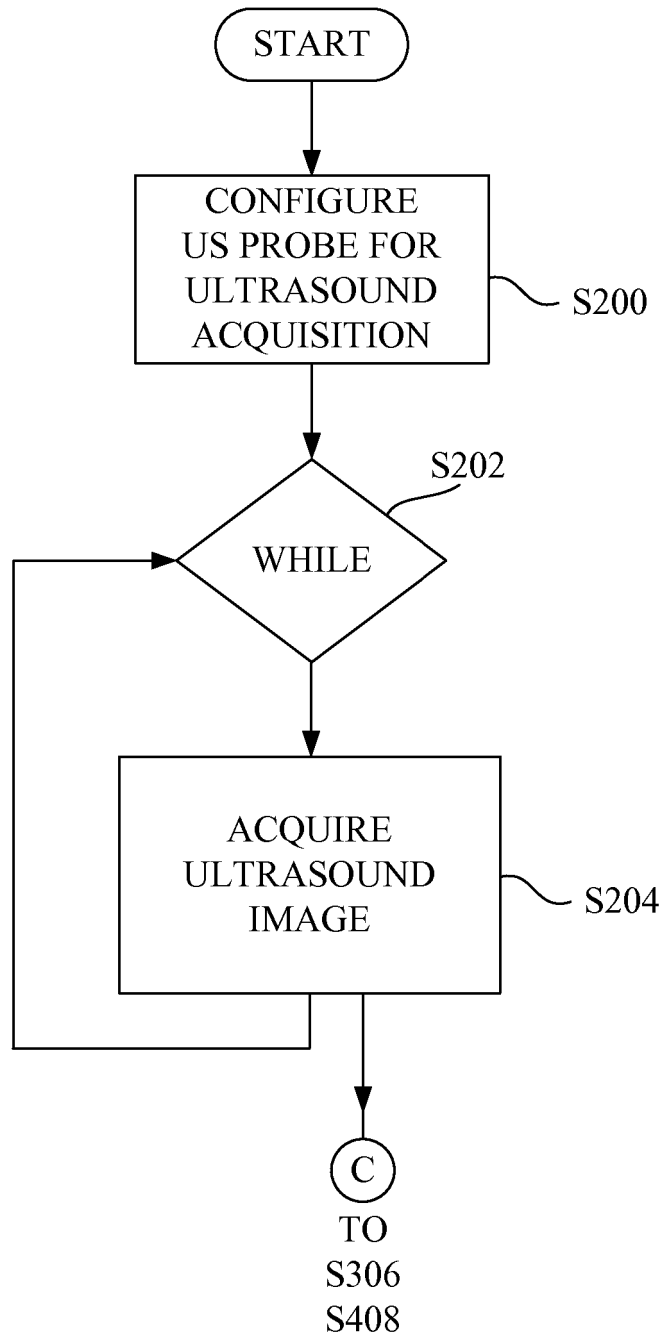 START
CONFIGURE
US PROBE FOR
ULTRASOUND
ACQUISITION
S200
S202
WHILE
ACQUIRE
ULTRASOUND
IMAGE
S204
C
TO
S306
S408